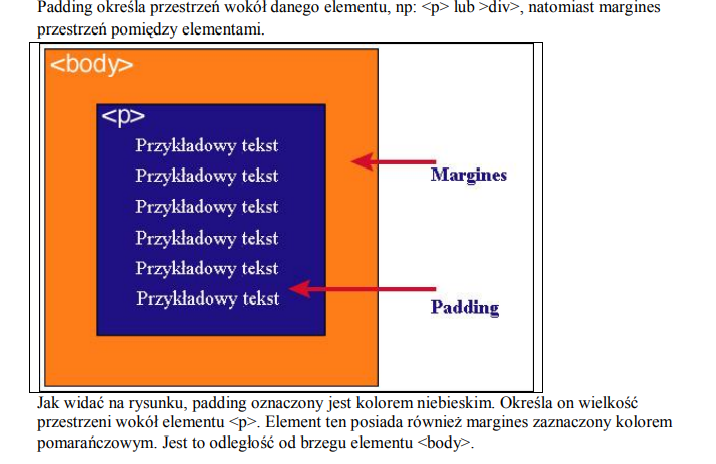 Padding określa przestrzeń wokół danego elementu, np: <p> lub >div>, natomiast margines
przestrzeń pomiędzy elementami.
<body>
<p>
Przykładowy tekst
Przykładowy tekst
Przykładowy tekst
Przykładowy tekst
Przykładowy tekst
Przykładowy tekst
Margines
Padding
Jak widać na rysunku, padding oznaczony jest kolorem niebieskim. Określa on wielkość
przestrzeni wokół elementu <p>. Element ten posiada również margines zaznaczony kolorem
pomarańczowym. Jest to odległość od brzegu elementu <body>.